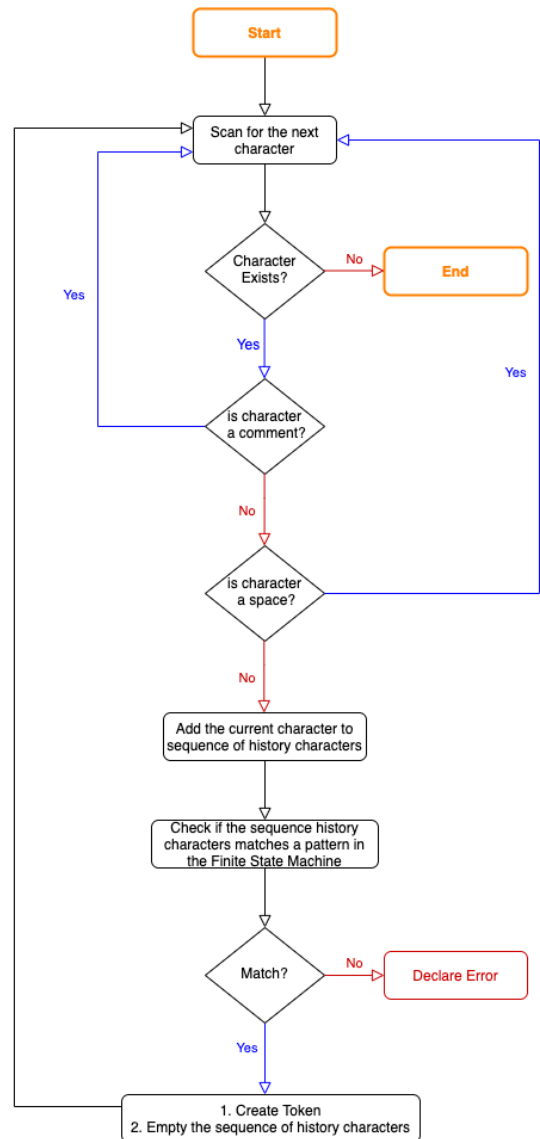 Start
Scan for the next
character
Character
Exists?
No
End
Yes
Yes
Yes
is character
a comment?
No
is character
a space?
No
Add the current character to
sequence of history characters
Check if the sequence history
characters matches a pattern in
the Finite State Machine
Match?
No
Declare Error
Yes
1. Create Token
2. Empty the sequence of history characters